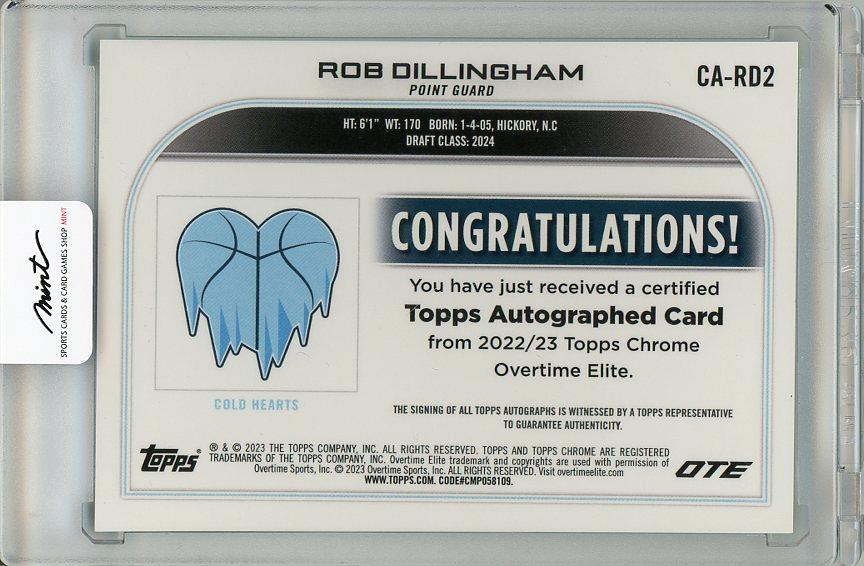 ROB DILLINGHAM
POINT GUARD
CA-RD2
HT: 6'1" WT: 170 BORN: 1-4-05, HICKORY, N.C
DRAFT CLASS: 2024
CONGRATULATIONS!
You have just received a certified
Topps Autographed Card
from 2022/23 Topps Chrome
Overtime Elite.
COLD HEARTS
THE SIGNING OF ALL TOPPS AUTOGRAPHS IS WITNESSED BY A TOPPS REPRESENTATIVE
TO GUARANTEE AUTHENTICITY.
topps®
® & © 2023 THE TOPPS COMPANY, INC. ALL RIGHTS RESERVED. TOPPS AND TOPPS CHROME ARE REGISTERED
TRADEMARKS OF THE TOPPS COMPANY, INC. Overtime Elite trademark and copyrights are used with permission of
Overtime Sports, Inc. © 2023 Overtime Sports, Inc. ALL RIGHTS RESERVED. Visit overtimeelite.com
WWW.TOPPS.COM. CODE#CMP058109.
OTE
mint
SPORTS CARDS & CARD GAMES SHOP MINT